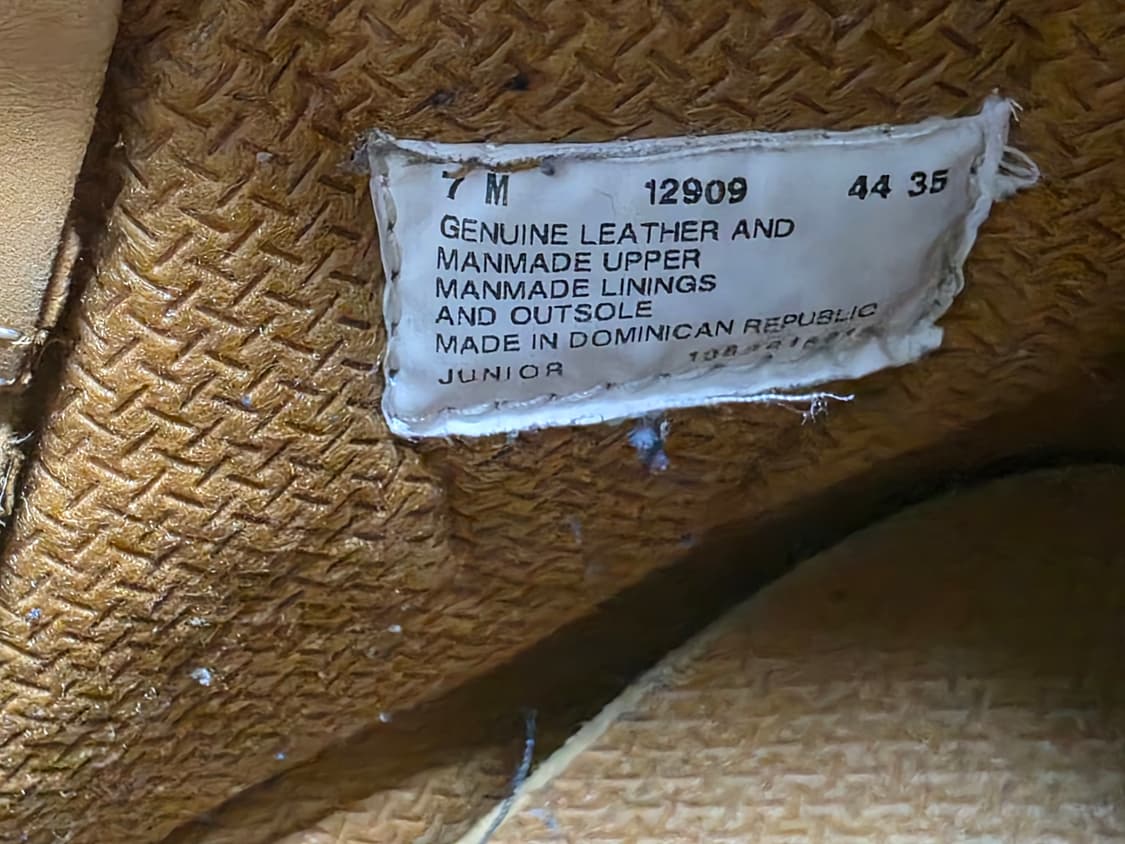 7 M 12909 44 35
GENUINE LEATHER AND
MANMADE UPPER
MANMADE LININGS
AND OUTSOLE
MADE IN DOMINICAN REPUBLIC
JUNIOR